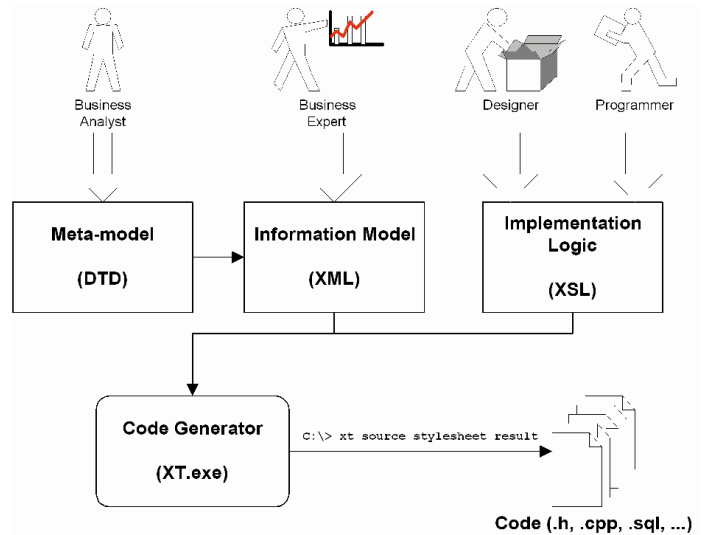 Business
Analyst
Business
Expert
Designer
Programmer
Meta-model
(DTD)
Information Model
(XML)
Implementation
Logic
(XSL)
Code Generator
(XT.exe)
C:\> xt source stylesheet result
Code (.h, .cpp, .sql, ...)